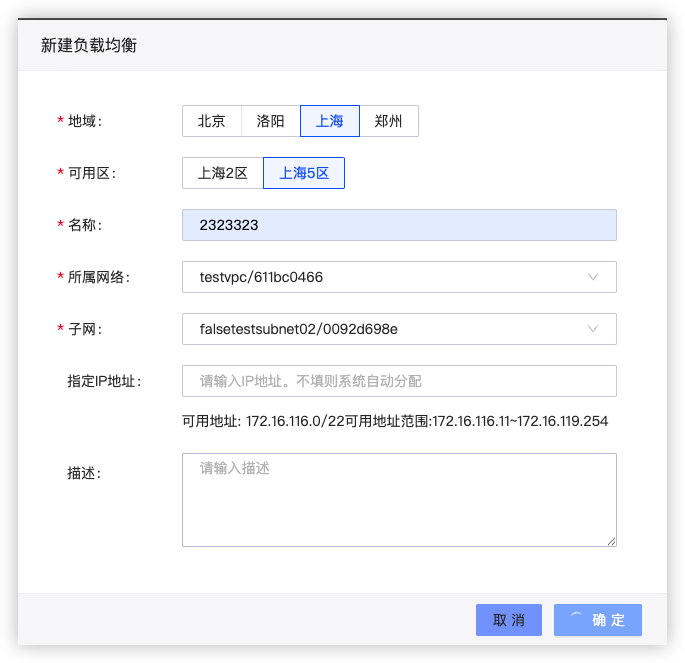 新建负载均衡
* 地域: 北京 洛阳 上海 郑州
* 可用区: 上海2区 上海5区
* 名称: 2323323
* 所属网络: testvpc/611bc0466
* 子网: falsetestsubnet02/0092d698e
指定IP地址: 请输入IP地址。不填则系统自动分配
可用地址: 172.16.116.0/22可用地址范围:172.16.116.11~172.16.119.254
描述: 请输入描述
取 消 确 定